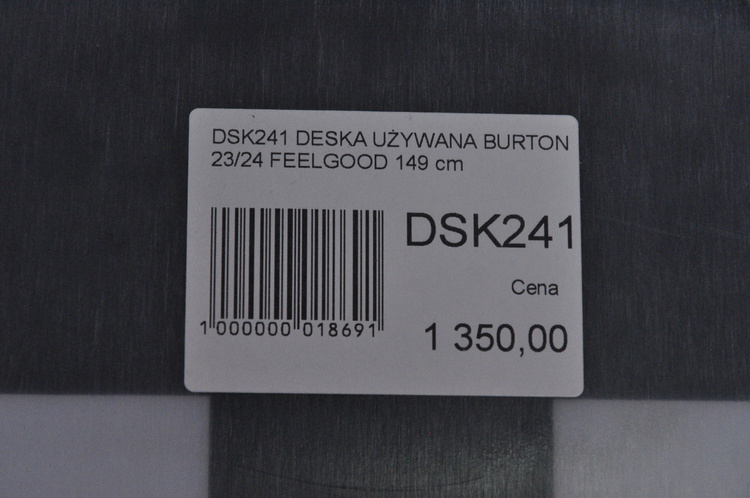 DSK241 DESKA UŻYWANA BURTON
23/24 FEELGOOD 149 cm
DSK241
Cena
1 350,00
1 000000 018691